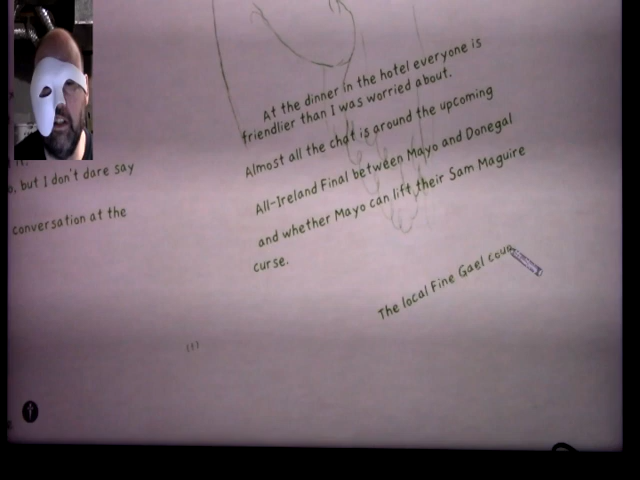 o, but I don't dare say
conversation at the
At the dinner in the hotel everyone is
friendlier than I was worried about.
Almost all the chat is around the upcoming
All-Ireland Final between Mayo and Donegal
and whether Mayo can lift their Sam Maguire
curse.
The local Fine Gael coun